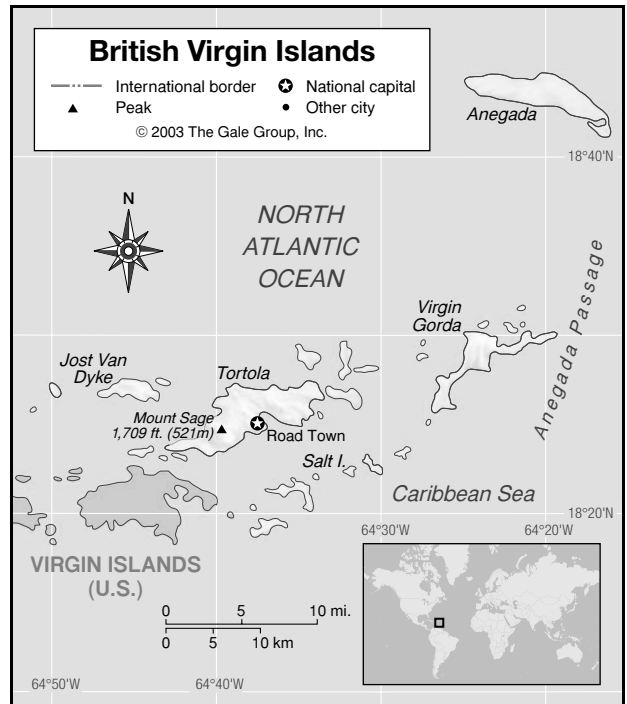 British Virgin Islands
International border
National capital
Peak
Other city
© 2003 The Gale Group, Inc.
Anegada
18°40'N
N
NORTH
ATLANTIC
OCEAN
Anegada Passage
Virgin
Gorda
Jost Van
Dyke
Tortola
Mount Sage
1,709 ft. (521m)
Road Town
Salt I.
Caribbean Sea
18°20'N
64°30'W
64°20'W
VIRGIN ISLANDS
(U.S.)
0 5 10 mi.
0 5 10 km
64°50'W
64°40'W